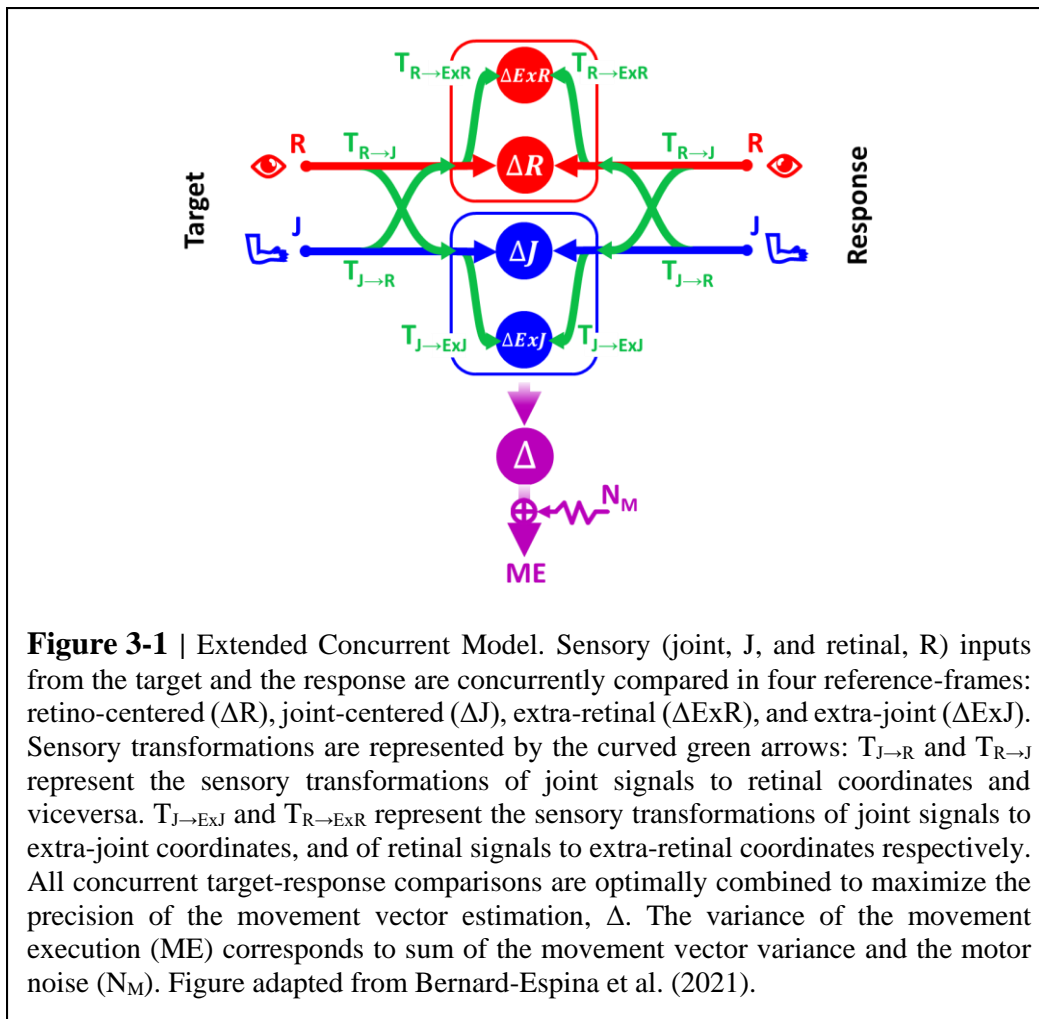 T_R→ExR ΔExR T_R→ExR
R T_R→J ΔR T_R→J R
Target Response
J T_J→R ΔJ T_J→R J
T_J→ExJ ΔExJ T_J→ExJ
Δ
N_M
ME
Figure 3-1 | Extended Concurrent Model. Sensory (joint, J, and retinal, R) inputs
from the target and the response are concurrently compared in four reference-frames:
retino-centered (ΔR), joint-centered (ΔJ), extra-retinal (ΔExR), and extra-joint (ΔExJ).
Sensory transformations are represented by the curved green arrows: T_J→R and T_R→J
represent the sensory transformations of joint signals to retinal coordinates and
viceversa. T_J→ExJ and T_R→ExR represent the sensory transformations of joint signals to
extra-joint coordinates, and of retinal signals to extra-retinal coordinates respectively.
All concurrent target-response comparisons are optimally combined to maximize the
precision of the movement vector estimation, Δ. The variance of the movement
execution (ME) corresponds to sum of the movement vector variance and the motor
noise (N_M). Figure adapted from Bernard-Espina et al. (2021).